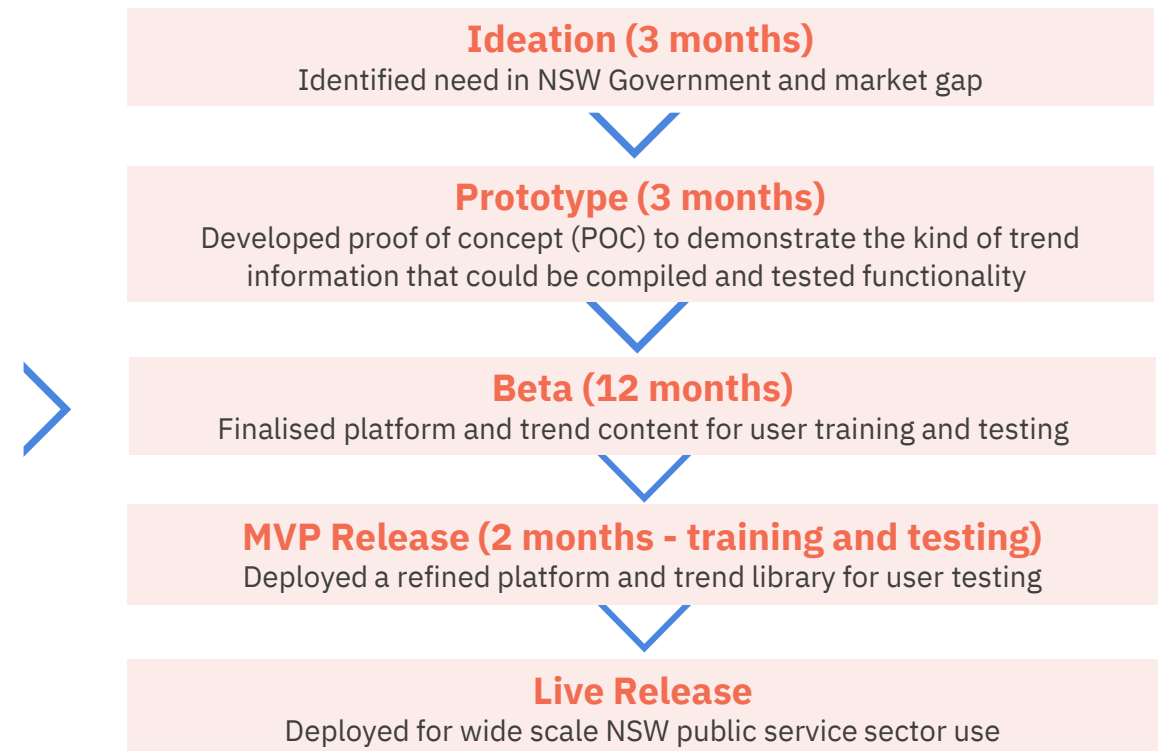 Ideation (3 months)
Identified need in NSW Government and market gap
Prototype (3 months)
Developed proof of concept (POC) to demonstrate the kind of trend
information that could be compiled and tested functionality
Beta (12 months)
Finalised platform and trend content for user training and testing
MVP Release (2 months - training and testing)
Deployed a refined platform and trend library for user testing
Live Release
Deployed for wide scale NSW public service sector use